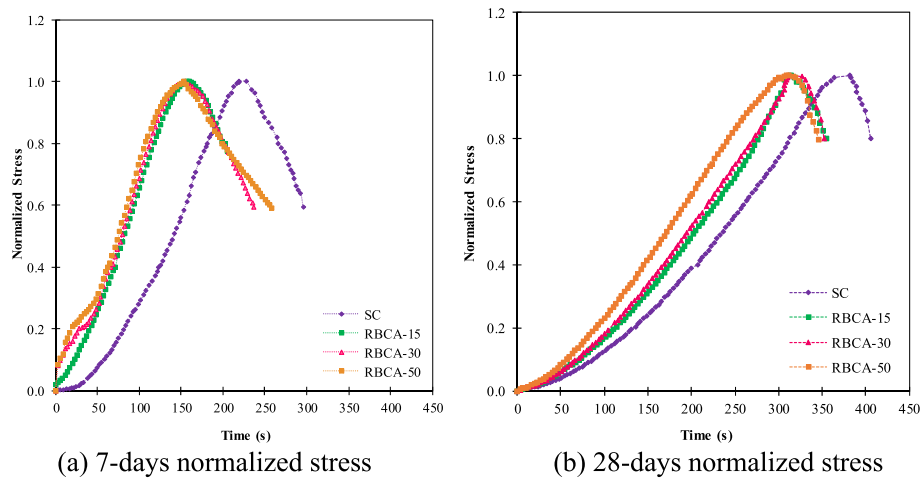 1.2
1.0
0.8
0.6
0.4
0.2
0.0
Normalized Stress
0 50 100 150 200 250 300 350 400 450
Time (s)
SC
RBCA-15
RBCA-30
RBCA-50
(a) 7-days normalized stress
1.2
1.0
0.8
0.6
0.4
0.2
0.0
Normalized Stress
0 50 100 150 200 250 300 350 400 450
Time (s)
SC
RBCA-15
RBCA-30
RBCA-50
(b) 28-days normalized stress